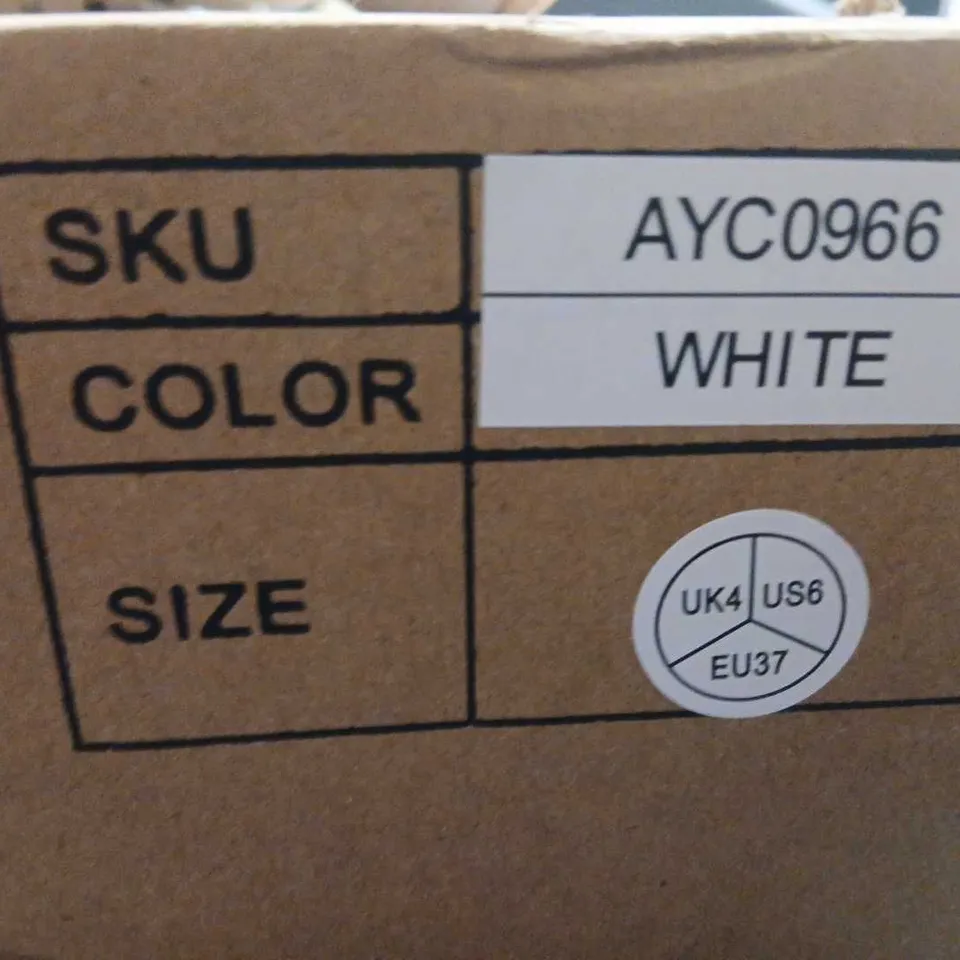 SKU AYC0966
COLOR WHITE
SIZE
UK4 US6
EU37